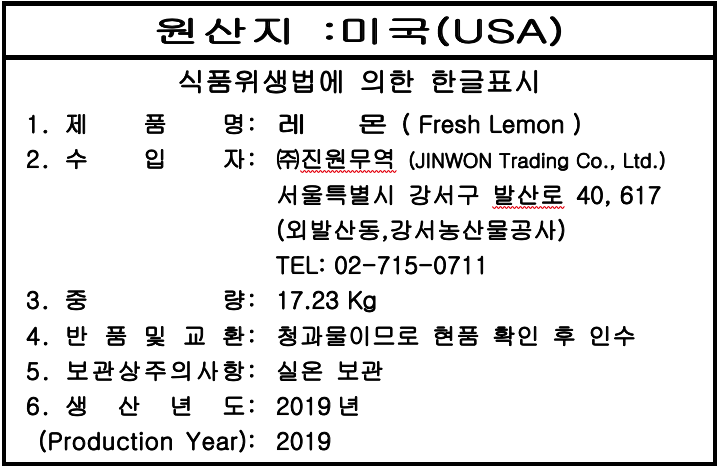 원산지 :미국(USA)
식품위생법에 의한 한글표시
1. 제 품 명: 레 몬 ( Fresh Lemon )
2. 수 입 자: ㈜진원무역 (JINWON Trading Co., Ltd.)
서울특별시 강서구 발산로 40, 617
(외발산동,강서농산물공사)
TEL: 02-715-0711
3. 중 량: 17.23 Kg
4. 반 품 및 교 환: 청과물이므로 현품 확인 후 인수
5. 보관상주의사항: 실온 보관
6. 생 산 년 도: 2019 년
(Production Year): 2019